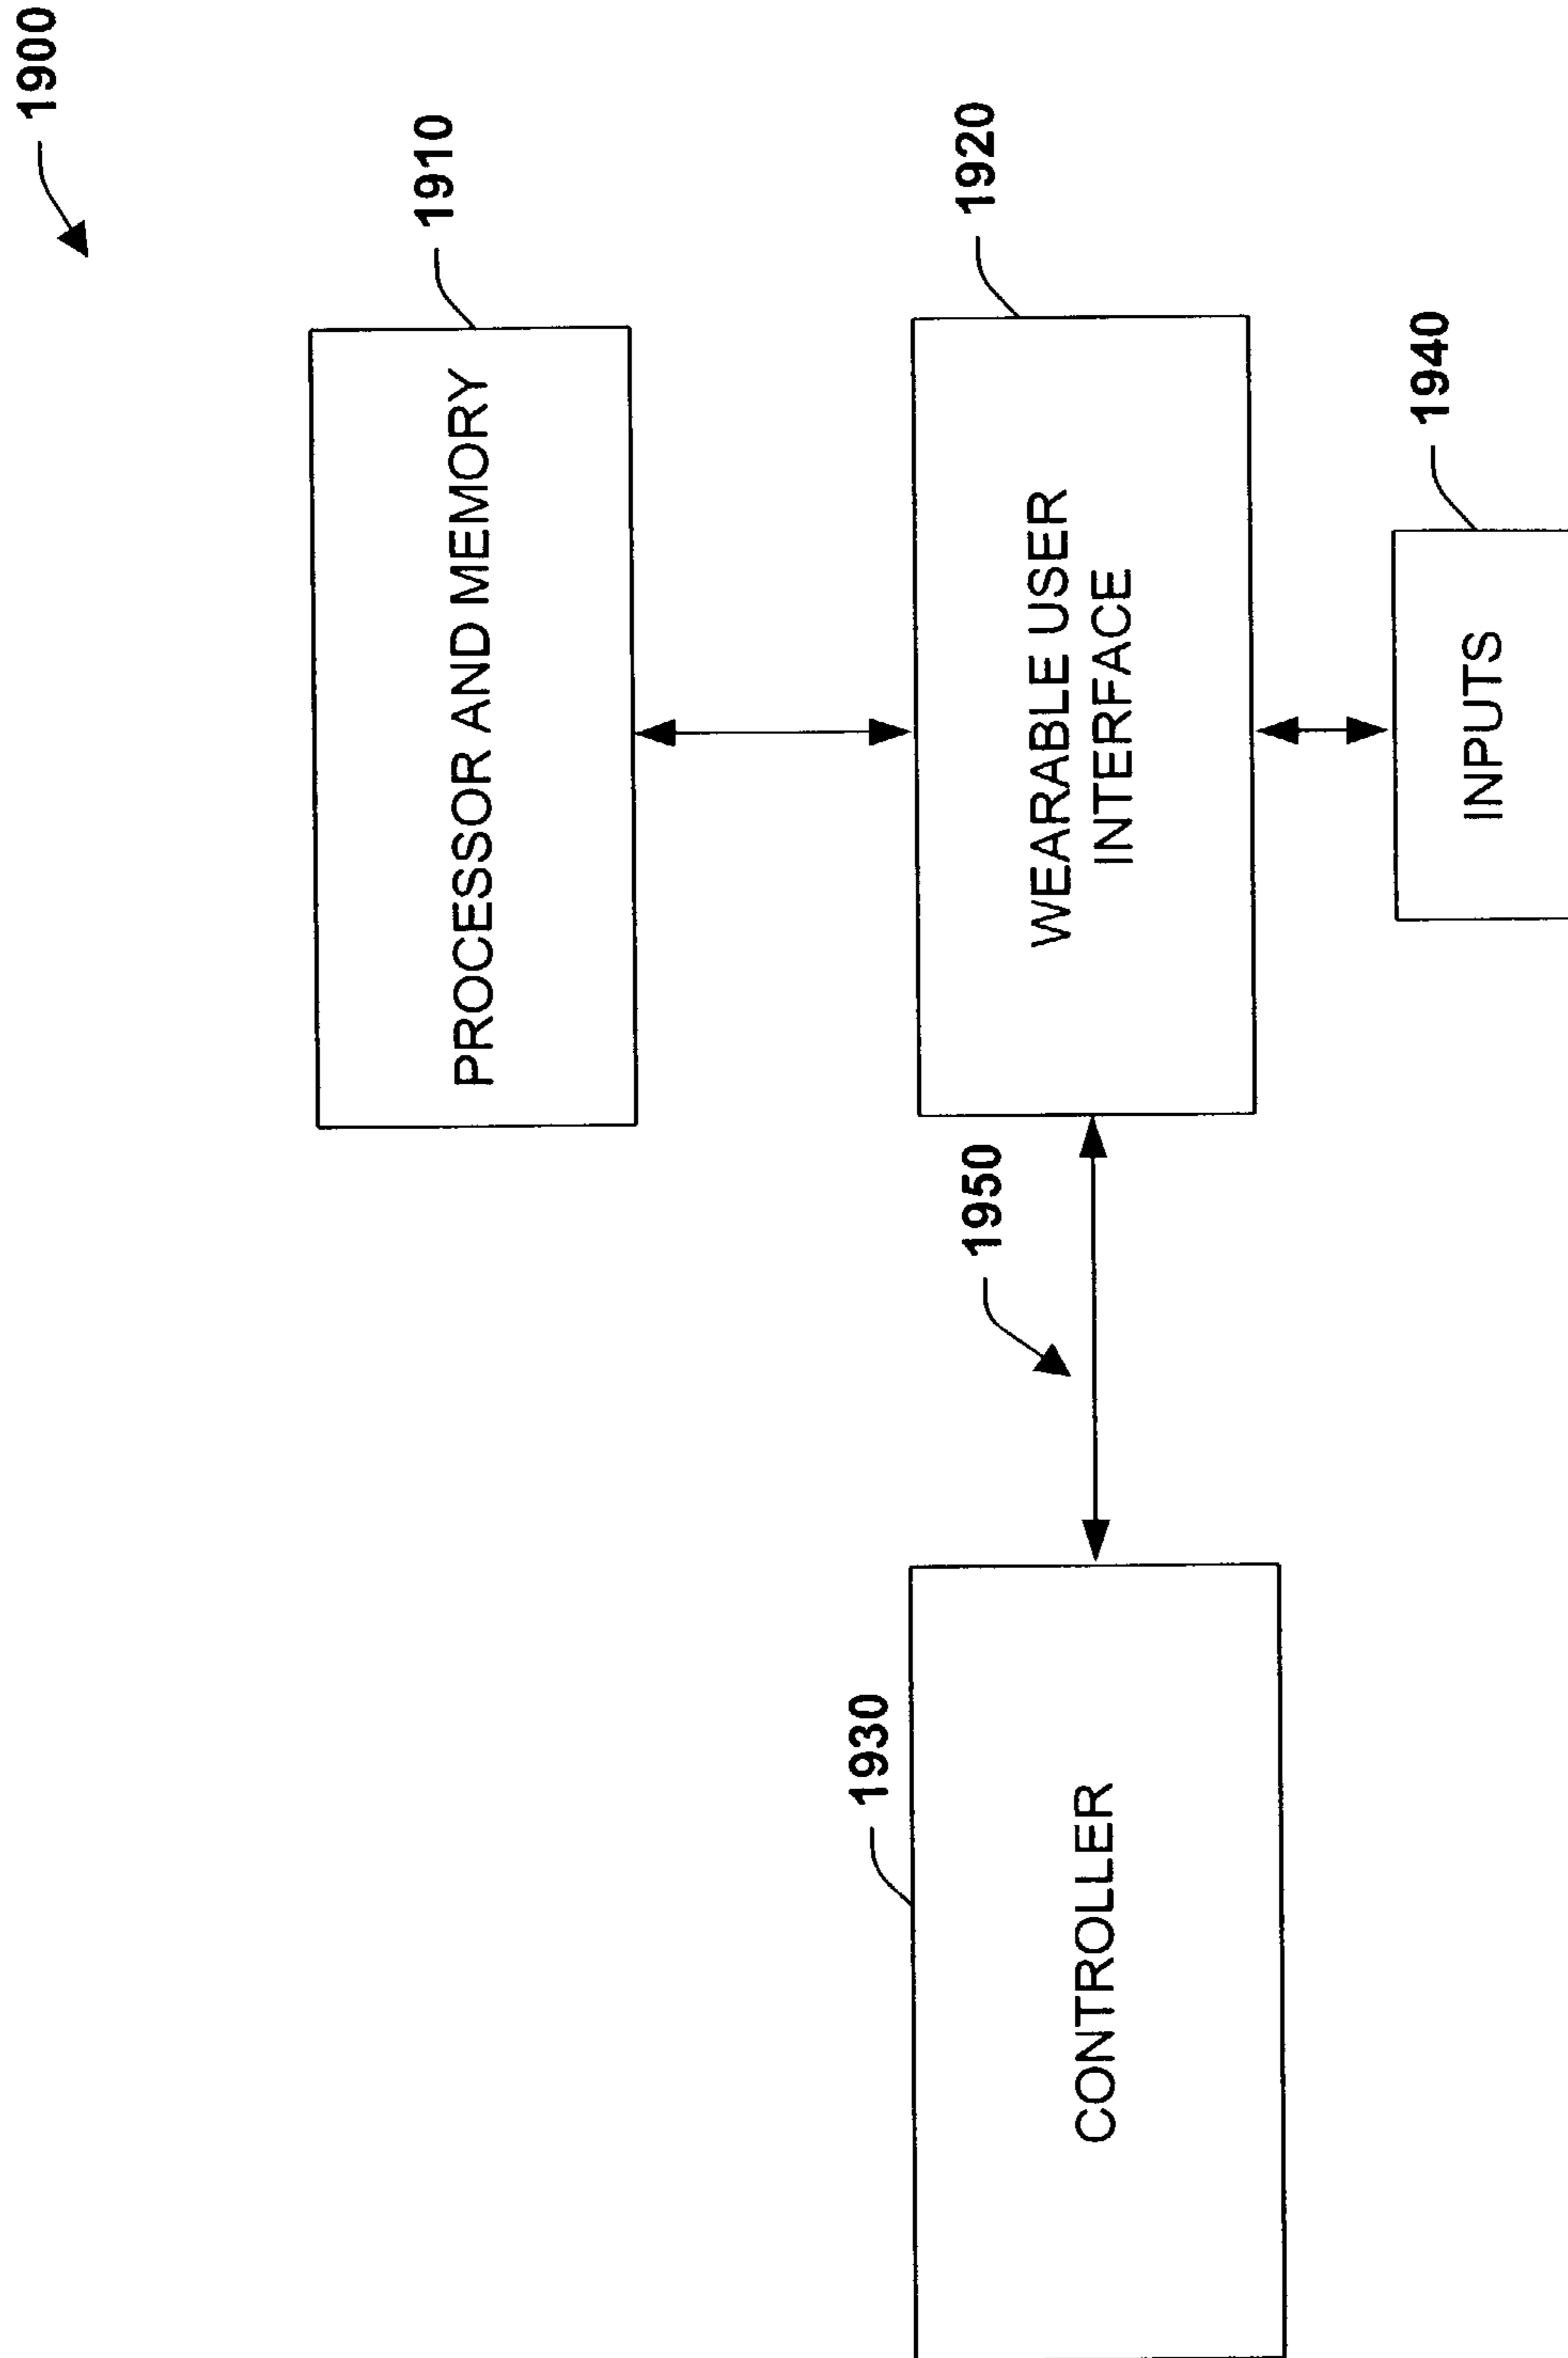 1900
PROCESSOR AND MEMORY
1910
1950
WEARABLE USER
INTERFACE
1920
1930
CONTROLLER
INPUTS
1940